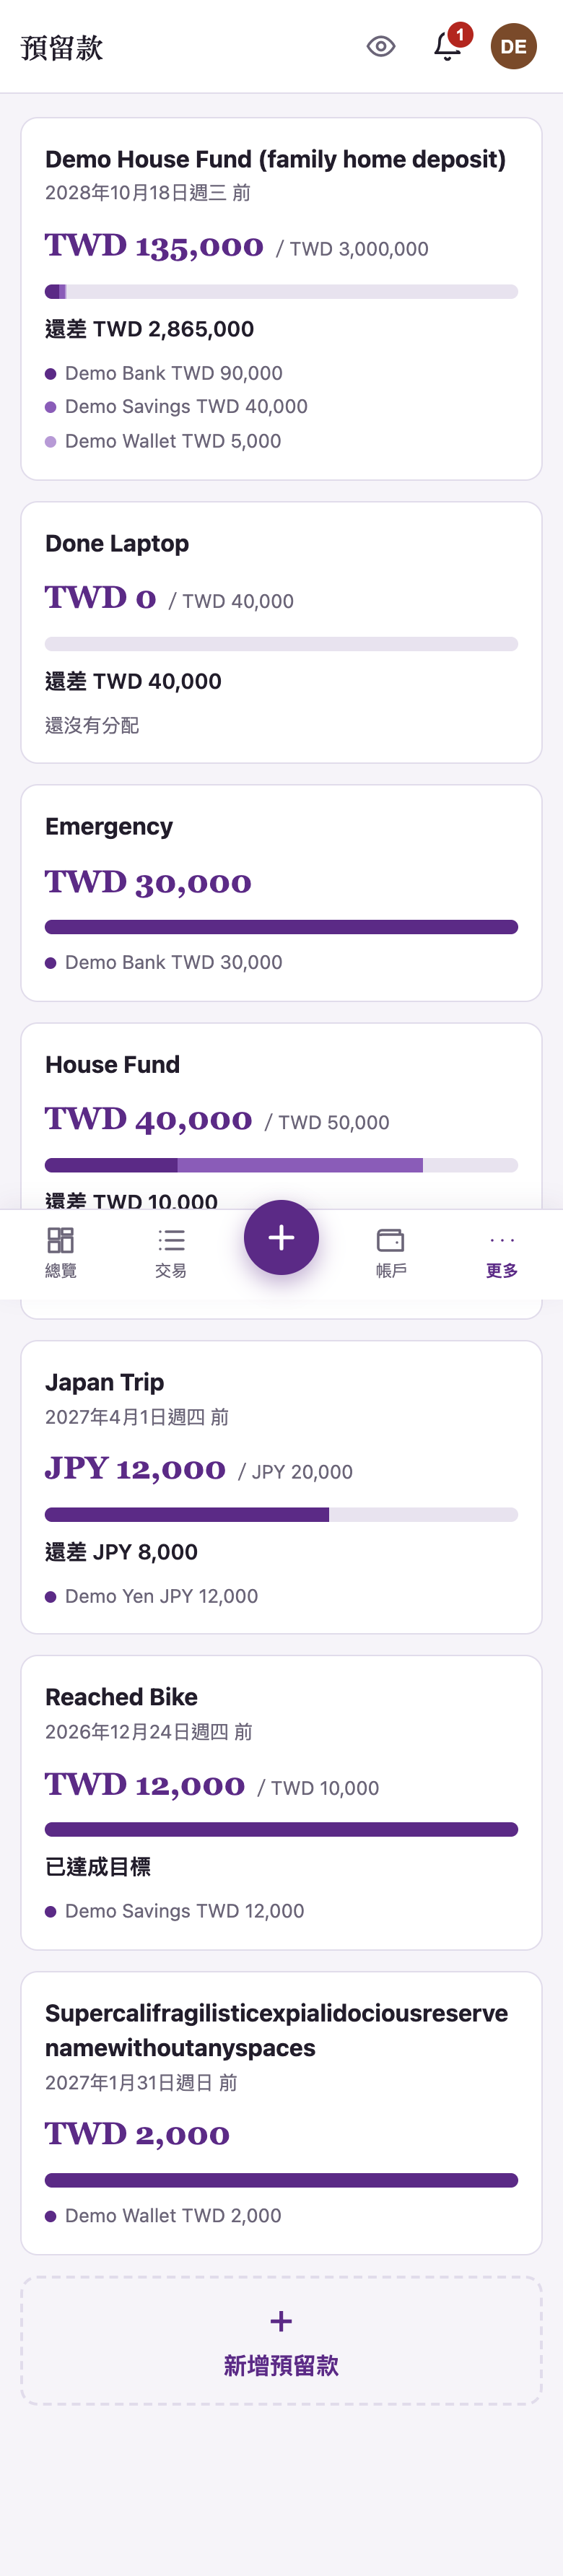 預留款
1
DE
Demo House Fund (family home deposit)
2028年10月18日週三 前
TWD 135,000 / TWD 3,000,000
還差 TWD 2,865,000
Demo Bank TWD 90,000
Demo Savings TWD 40,000
Demo Wallet TWD 5,000
Done Laptop
TWD 0 / TWD 40,000
還差 TWD 40,000
還沒有分配
Emergency
TWD 30,000
Demo Bank TWD 30,000
House Fund
TWD 40,000 / TWD 50,000
還差 TWD 10,000
總覽
交易
帳戶
更多
Japan Trip
2027年4月1日週四 前
JPY 12,000 / JPY 20,000
還差 JPY 8,000
Demo Yen JPY 12,000
Reached Bike
2026年12月24日週四 前
TWD 12,000 / TWD 10,000
已達成目標
Demo Savings TWD 12,000
Supercalifragilisticexpialidociousreserve
namewithoutanyspaces
2027年1月31日週日 前
TWD 2,000
Demo Wallet TWD 2,000
新增預留款